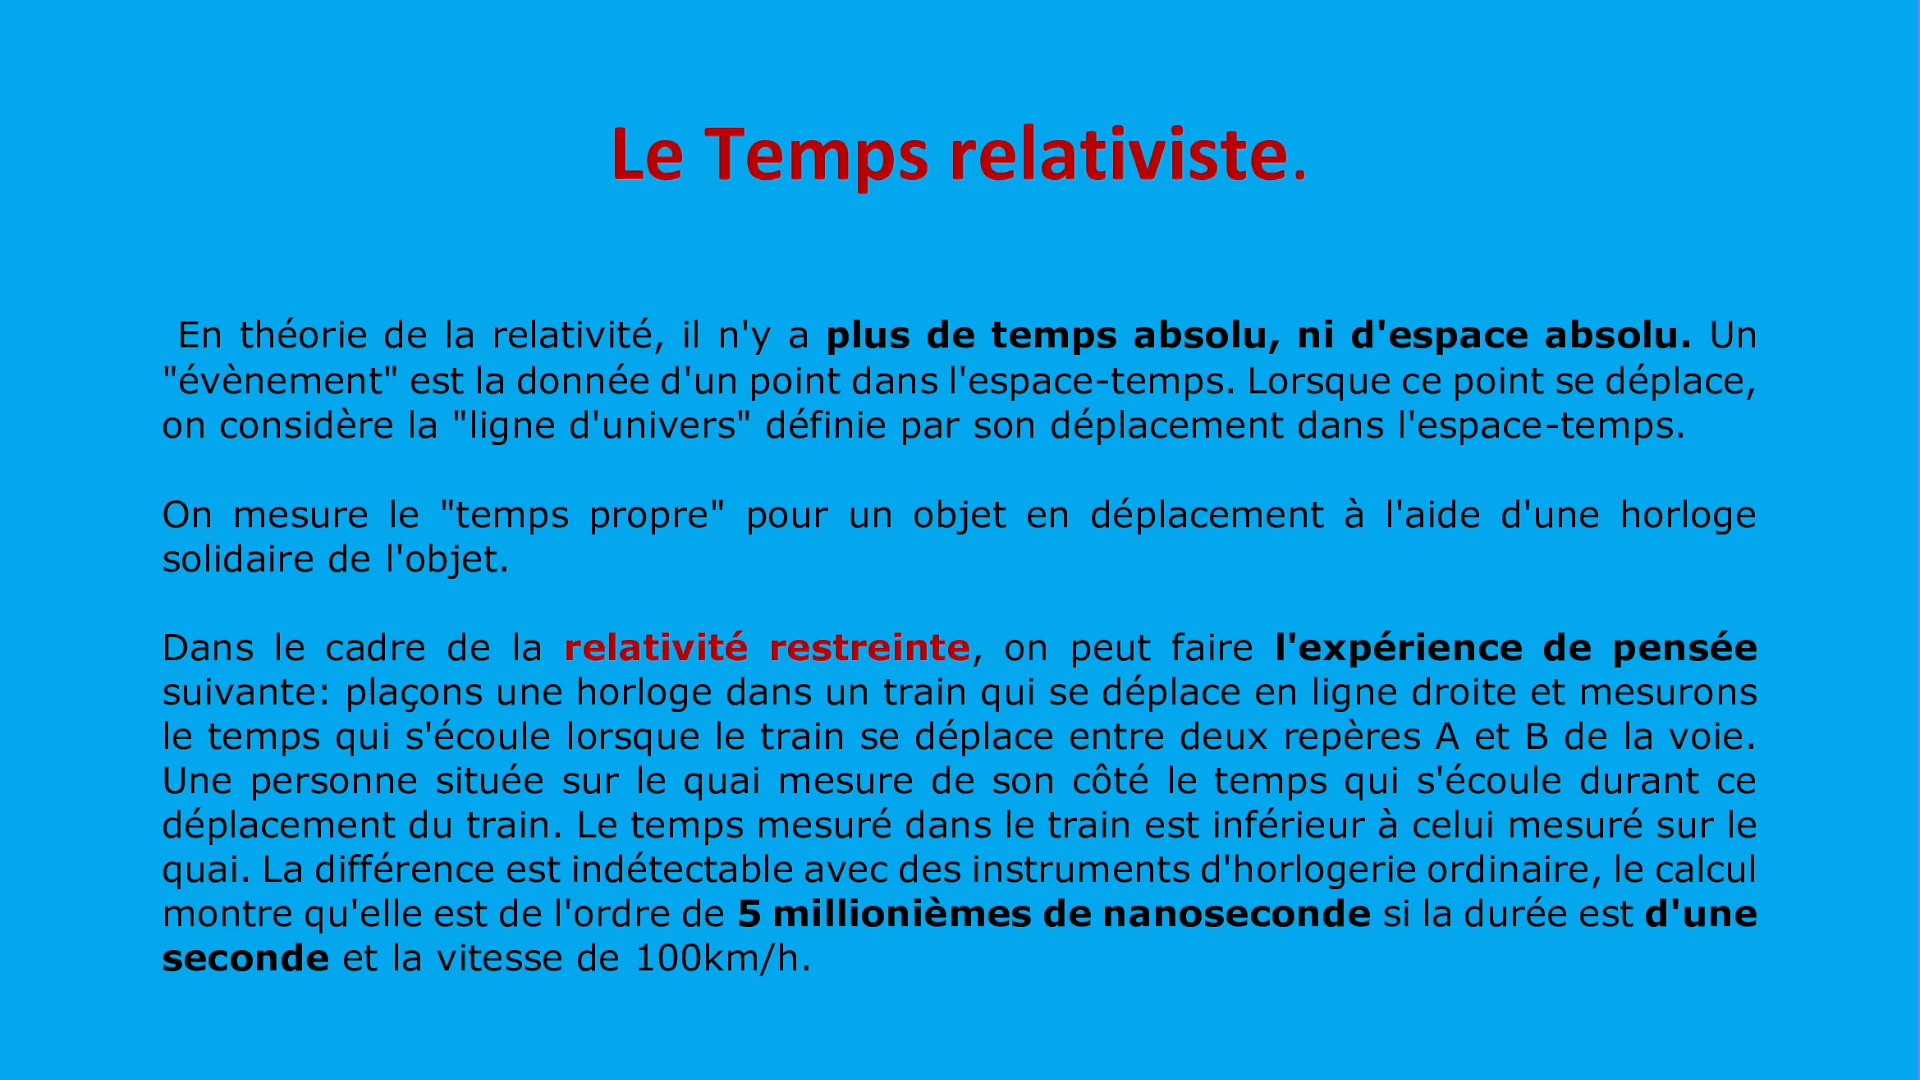 Le Temps relativiste.
En théorie de la relativité, il n'y a plus de temps absolu, ni d'espace absolu. Un
"évènement" est la donnée d'un point dans l'espace-temps. Lorsque ce point se déplace,
on considère la "ligne d'univers" définie par son déplacement dans l'espace-temps.
On mesure le "temps propre" pour un objet en déplacement à l'aide d'une horloge
solidaire de l'objet.
Dans le cadre de la relativité restreinte, on peut faire l'expérience de pensée
suivante: plaçons une horloge dans un train qui se déplace en ligne droite et mesurons
le temps qui s'écoule lorsque le train se déplace entre deux repères A et B de la voie.
Une personne située sur le quai mesure de son côté le temps qui s'écoule durant ce
déplacement du train. Le temps mesuré dans le train est inférieur à celui mesuré sur le
quai. La différence est indétectable avec des instruments d'horlogerie ordinaire, le calcul
montre qu'elle est de l'ordre de 5 millionièmes de nanoseconde si la durée est d'une
seconde et la vitesse de 100km/h.